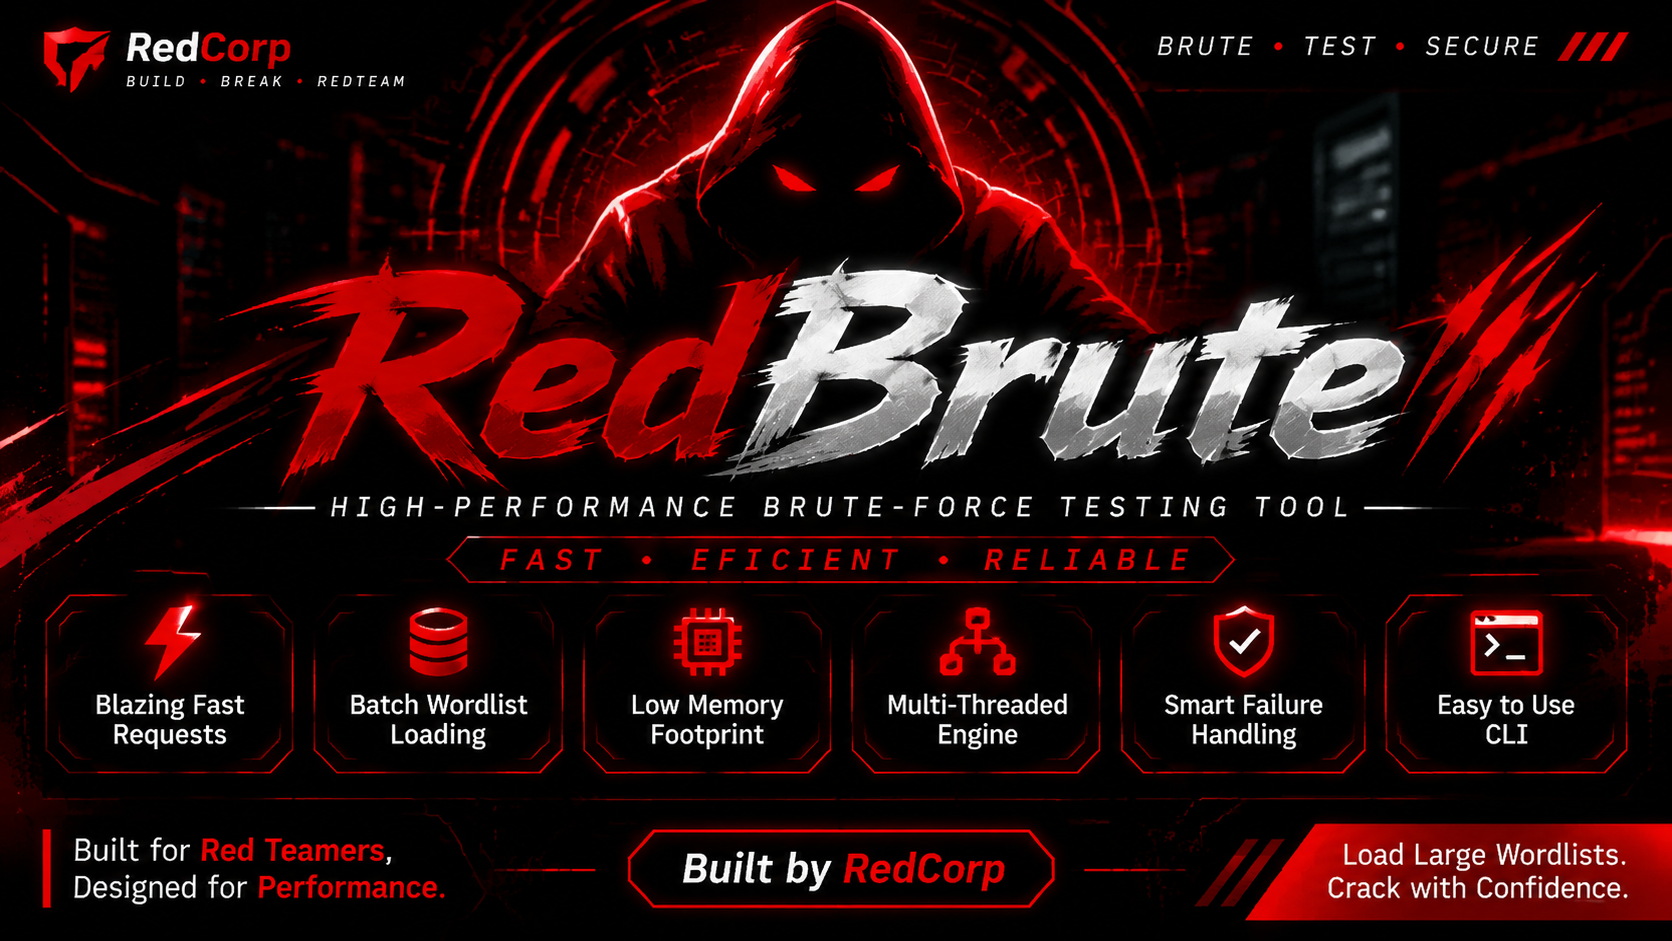 RedCorp
BUILD • BREAK • REDTEAM
BRUTE • TEST • SECURE
RedBrute
HIGH-PERFORMANCE BRUTE-FORCE TESTING TOOL
FAST • EFICIENT • RELIABLE
Blazing Fast
Requests
Batch Wordlist
Loading
Low Memory
Footprint
Multi-Threaded
Engine
Smart Failure
Handling
Easy to Use
CLI
Built for Red Teamers,
Designed for Performance.
Built by RedCorp
Load Large Wordlists.
Crack with Confidence.